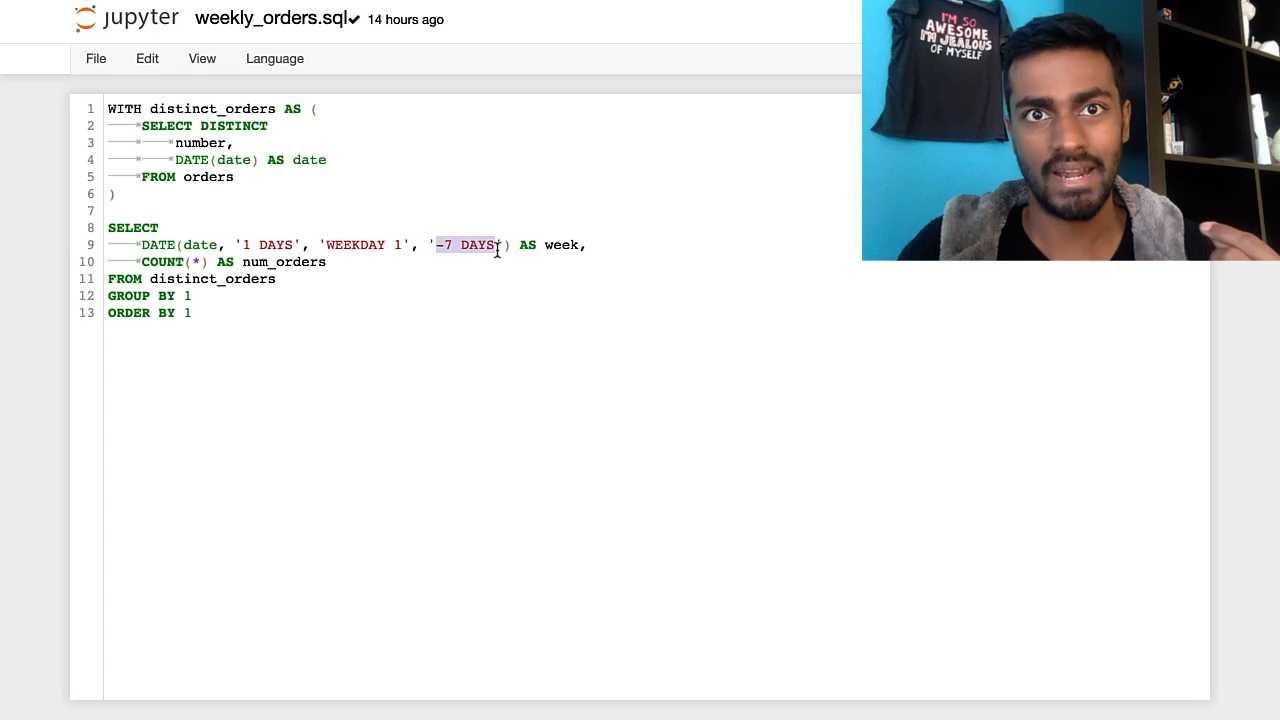 jupyter weekly_orders.sql✔ 14 hours ago
File Edit View Language
1 WITH distinct_orders AS (
2 SELECT DISTINCT
3 number,
4 DATE(date) AS date
5 FROM orders
6 )
7
8 SELECT
9 DATE(date, '1 DAYS', 'WEEKDAY 1', '-7 DAYS') AS week,
10 COUNT(*) AS num_orders
11 FROM distinct_orders
12 GROUP BY 1
13 ORDER BY 1
I'M SO
AWESOME
I'M JEALOUS
OF MYSELF